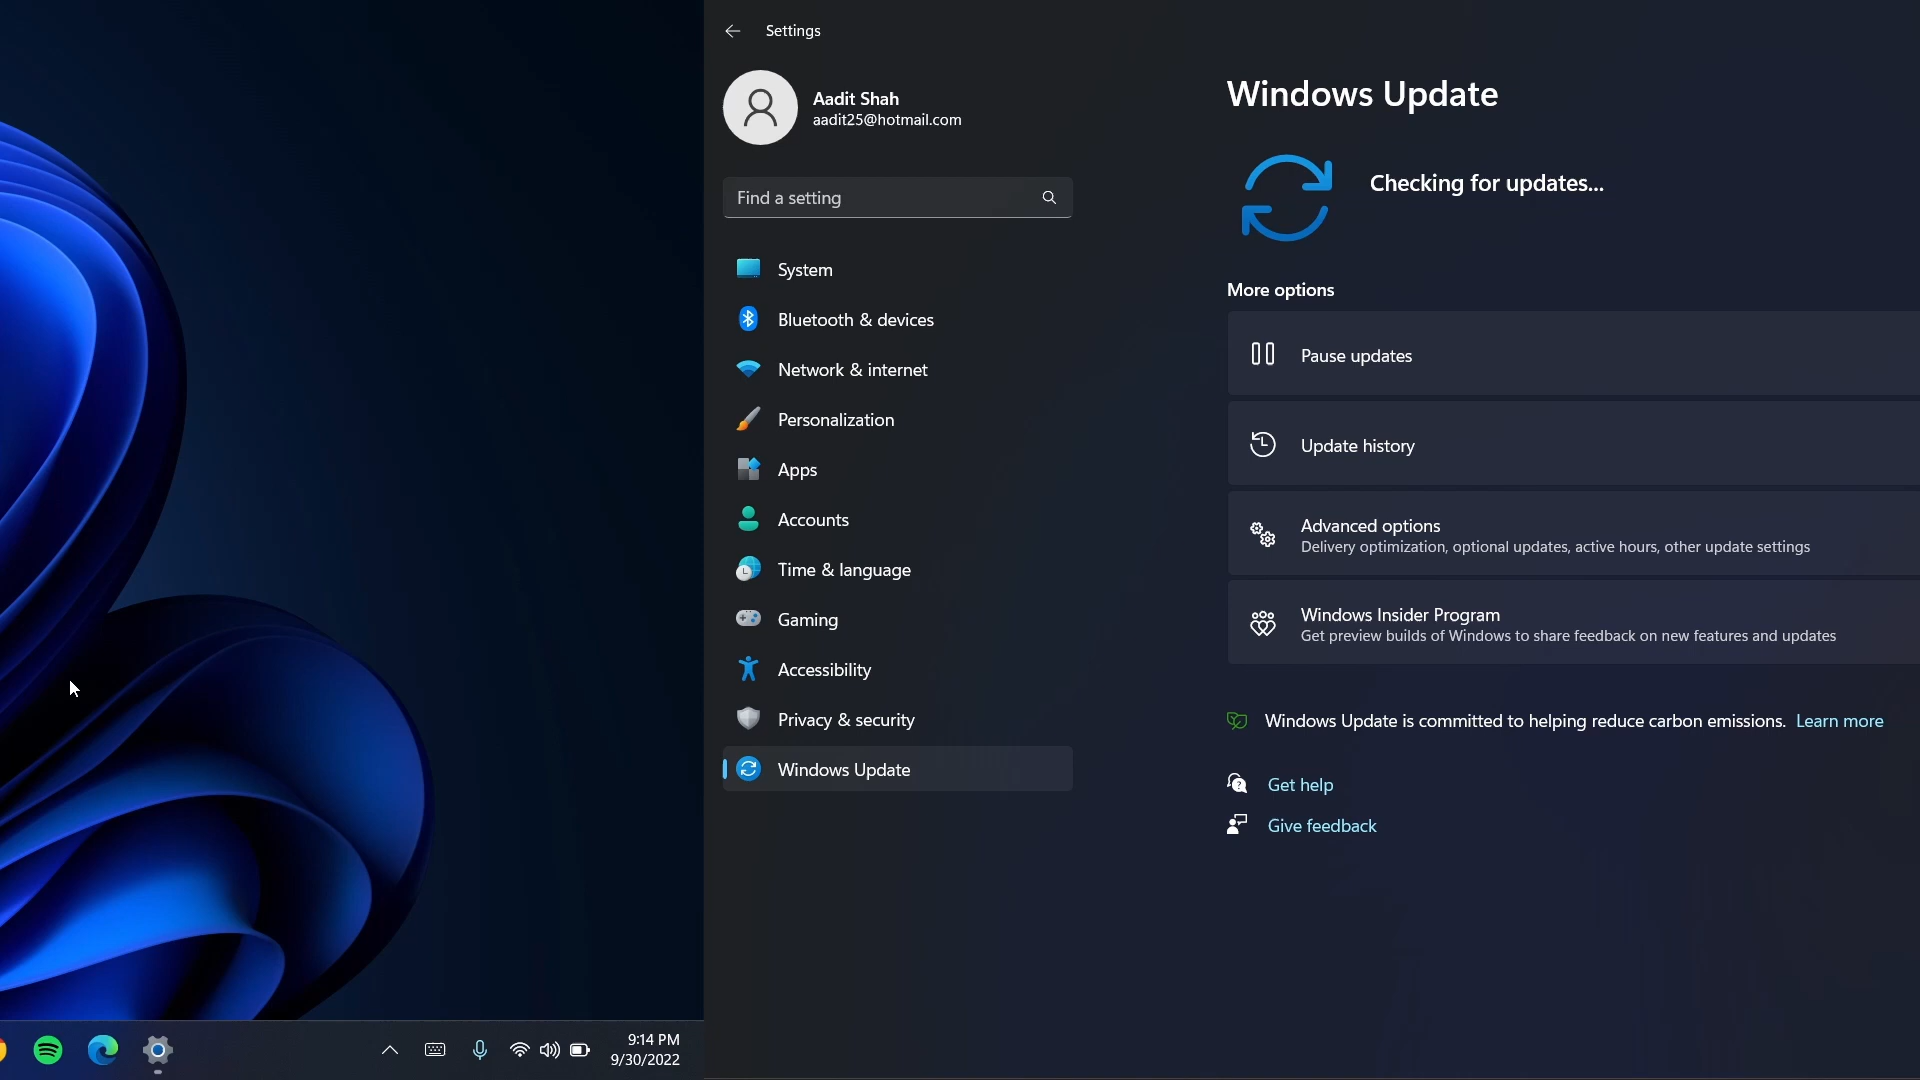 Settings
Aadit Shah
aadit25@hotmail.com
Find a setting
System
Bluetooth & devices
Network & internet
Personalization
Apps
Accounts
Time & language
Gaming
Accessibility
Privacy & security
Windows Update
Windows Update
Checking for updates...
More options
Pause updates
Update history
Advanced options
Delivery optimization, optional updates, active hours, other update settings
Windows Insider Program
Get preview builds of Windows to share feedback on new features and updates
Windows Update is committed to helping reduce carbon emissions. Learn more
Get help
Give feedback
9:14 PM
9/30/2022